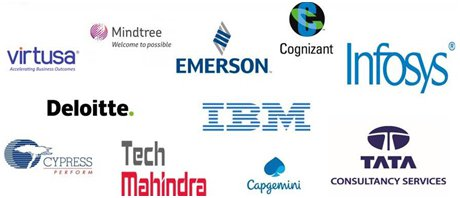 Mindtree
Welcome to possible
virtusa
Accelerating Business Outcomes
EMERSON
Cognizant
Infosys®
Deloitte.
IBM
CYPRESS
PERFORM
Tech
Mahindra
Capgemini
TATA
CONSULTANCY SERVICES